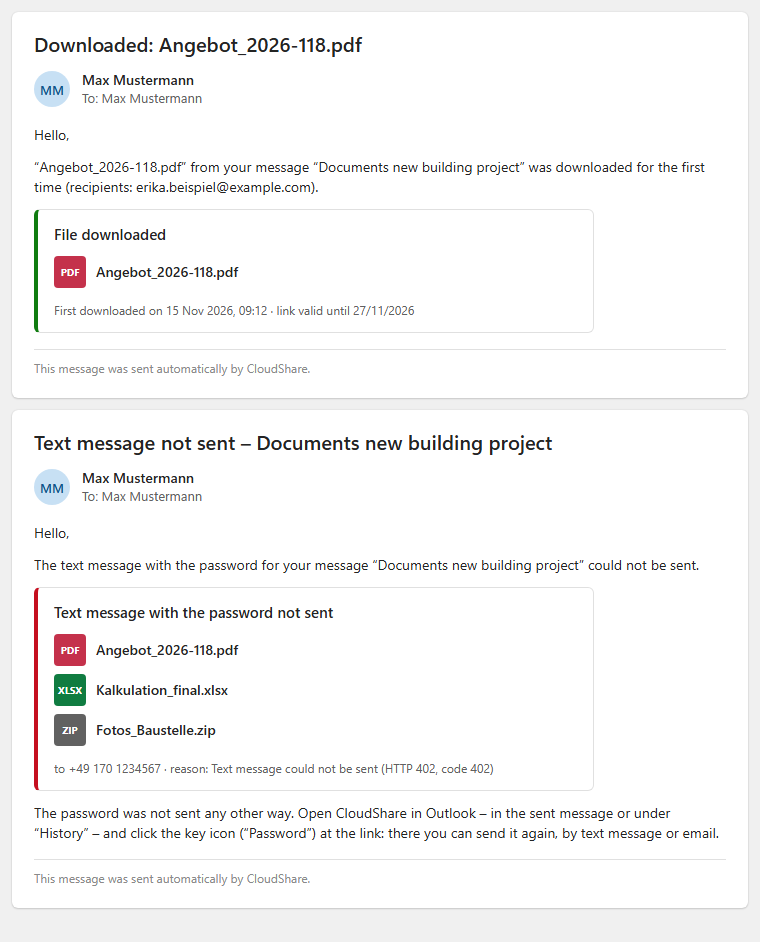 Downloaded: Angebot_2026-118.pdf
MM
Max Mustermann
To: Max Mustermann
Hello,
“Angebot_2026-118.pdf” from your message “Documents new building project” was downloaded for the first
time (recipients: erika.beispiel@example.com).
File downloaded
PDF
Angebot_2026-118.pdf
First downloaded on 15 Nov 2026, 09:12 · link valid until 27/11/2026
This message was sent automatically by CloudShare.
Text message not sent – Documents new building project
MM
Max Mustermann
To: Max Mustermann
Hello,
The text message with the password for your message “Documents new building project” could not be sent.
Text message with the password not sent
PDF
Angebot_2026-118.pdf
XLSX
Kalkulation_final.xlsx
ZIP
Fotos_Baustelle.zip
to +49 170 1234567 · reason: Text message could not be sent (HTTP 402, code 402)
The password was not sent any other way. Open CloudShare in Outlook – in the sent message or under
“History” – and click the key icon (“Password”) at the link: there you can send it again, by text message or email.
This message was sent automatically by CloudShare.